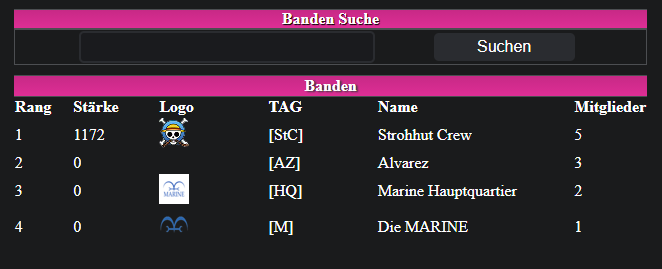 Banden Suche
Suchen
Banden
Rang Stärke Logo TAG Name Mitglieder
1 1172 [StC] Strohhut Crew 5
2 0 [AZ] Alvarez 3
3 0 MARINE [HQ] Marine Hauptquartier 2
4 0 [M] Die MARINE 1